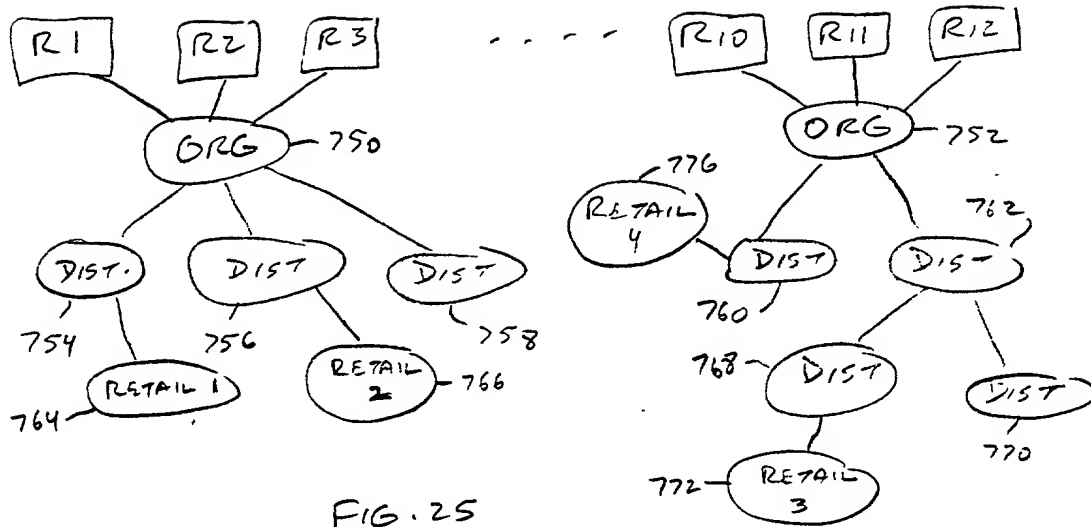 R1 R2 R3 . . . . R10 R11 R12
ORG 750 ORG 752
776
RETAIL 4
762
DIST. DIST DIST DIST DIST
754 756 758 760
764 RETAIL 1 RETAIL 2 766 768 DIST DIST
770
772 RETAIL 3
FIG. 25